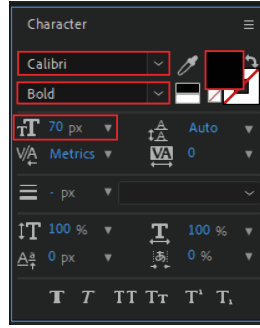 Character
Calibri
Bold
70 px Auto
Metrics 0
- px
100 % 100 %
0 px 0 %
T T TT Tт T¹ T₁